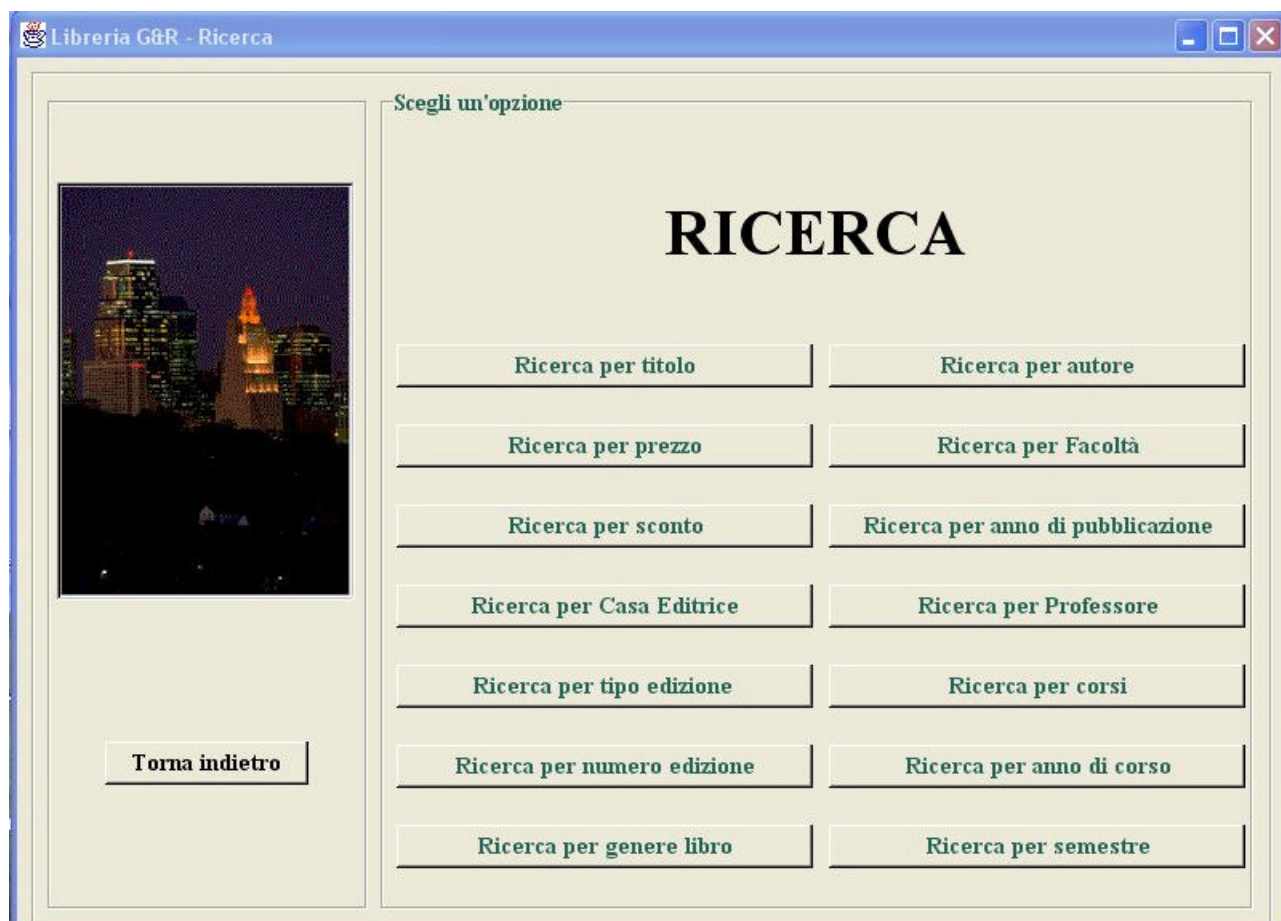 Libreria G&R - Ricerca
Scegli un'opzione
RICERCA
Ricerca per titolo
Ricerca per autore
Ricerca per prezzo
Ricerca per Facoltà
Ricerca per sconto
Ricerca per anno di pubblicazione
Ricerca per Casa Editrice
Ricerca per Professore
Ricerca per tipo edizione
Ricerca per corsi
Torna indietro
Ricerca per numero edizione
Ricerca per anno di corso
Ricerca per genere libro
Ricerca per semestre